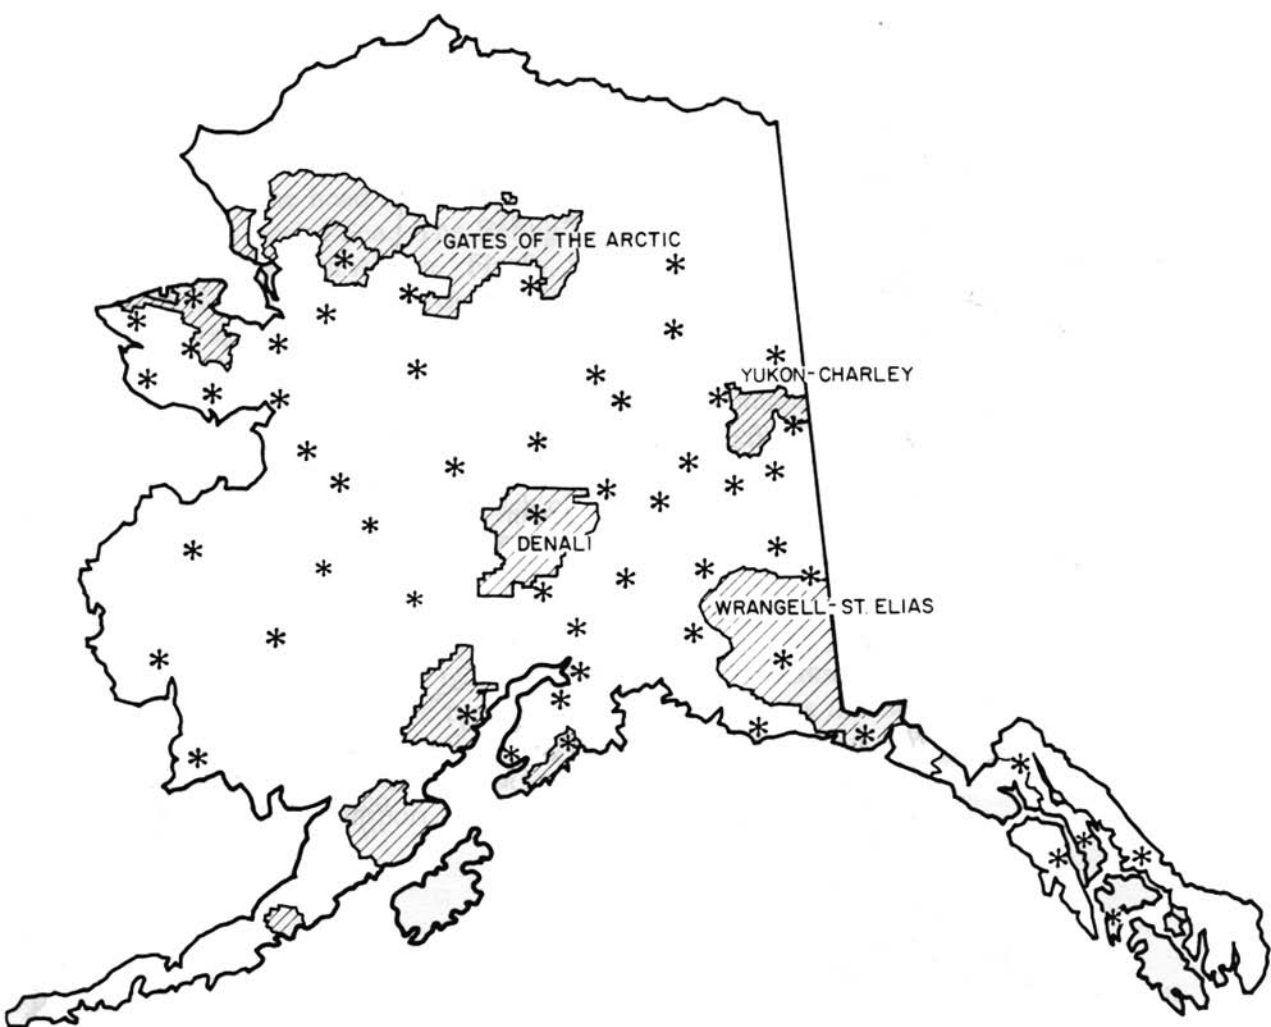 GATES OF THE ARCTIC
YUKON-CHARLEY
DENALI
WRANGELL-ST. ELIAS